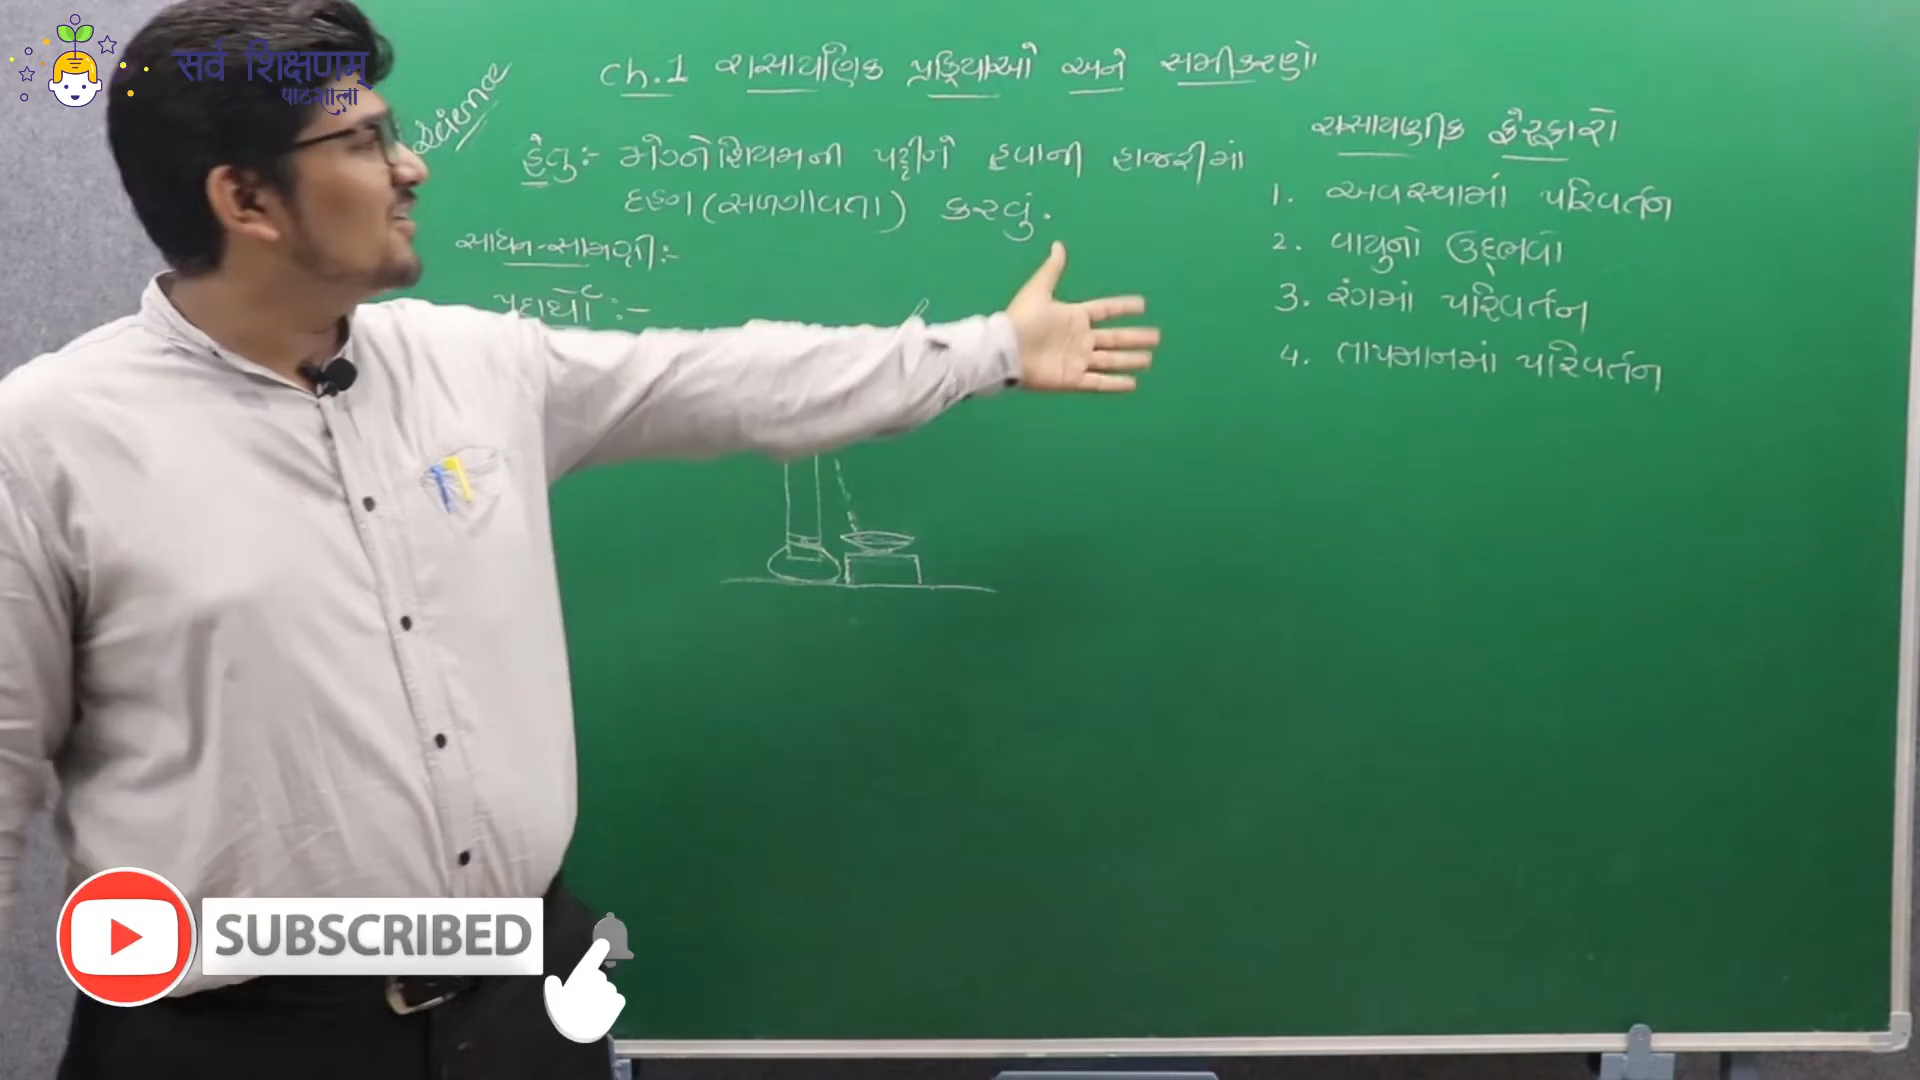 सर्व शिक्षणम्
પાઠશાલા
Science
Ch.1 રાસાયણિક પ્રક્રિયાઓ અને સમીકરણો
હેતુ:- મેગ્નેશિયમની પટ્ટીને હવાની હાજરીમાં
દહન (સળગાવતા) કરવું.
સાધન-સામગ્રી:-
પદાર્થો :-
રાસાયણીક ફેરફારો
1. અવસ્થામાં પરિવર્તન
2. વાયુનો ઉદ્દભવ
3. રંગમાં પરિવર્તન
4. તાપમાનમાં પરિવર્તન
SUBSCRIBED